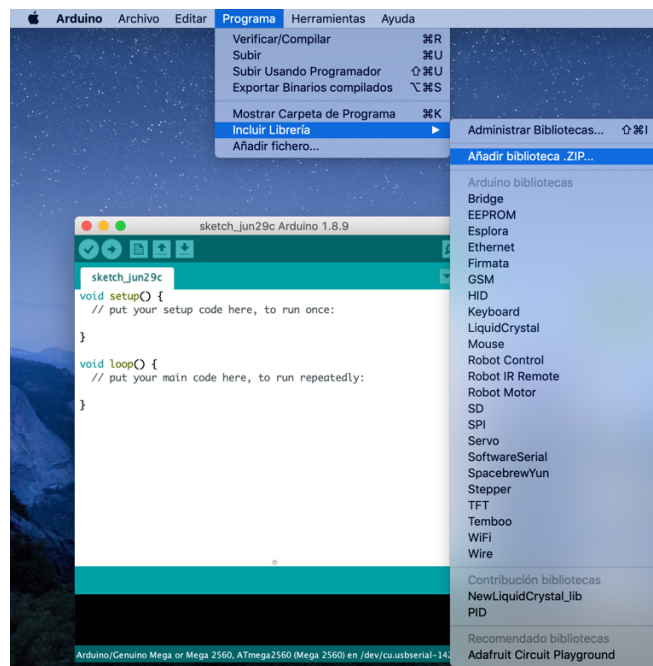 Arduino Archivo Editar Programa Herramientas Ayuda
Verificar/Compilar ⌘R
Subir ⌘U
Subir Usando Programador ⇧⌘U
Exportar Binarios compilados ⌥⌘S
Mostrar Carpeta de Programa ⌘K
Incluir Librería
Añadir fichero...
Administrar Bibliotecas... ⇧⌘I
Añadir biblioteca .ZIP...
Arduino bibliotecas
Bridge
EEPROM
Esplora
Ethernet
Firmata
GSM
HID
Keyboard
LiquidCrystal
Mouse
Robot Control
Robot IR Remote
Robot Motor
SD
SPI
Servo
SoftwareSerial
SpacebrewYun
Stepper
TFT
Temboo
WiFi
Wire
Contribución bibliotecas
NewLiquidCrystal_lib
PID
Recomendado bibliotecas
Adafruit Circuit Playground
sketch_jun29c Arduino 1.8.9
sketch_jun29c
void setup() {
// put your setup code here, to run once:
}
void loop() {
// put your main code here, to run repeatedly:
}
Arduino/Genuino Mega or Mega 2560, ATmega2560 (Mega 2560) en /dev/cu.usbserial-142